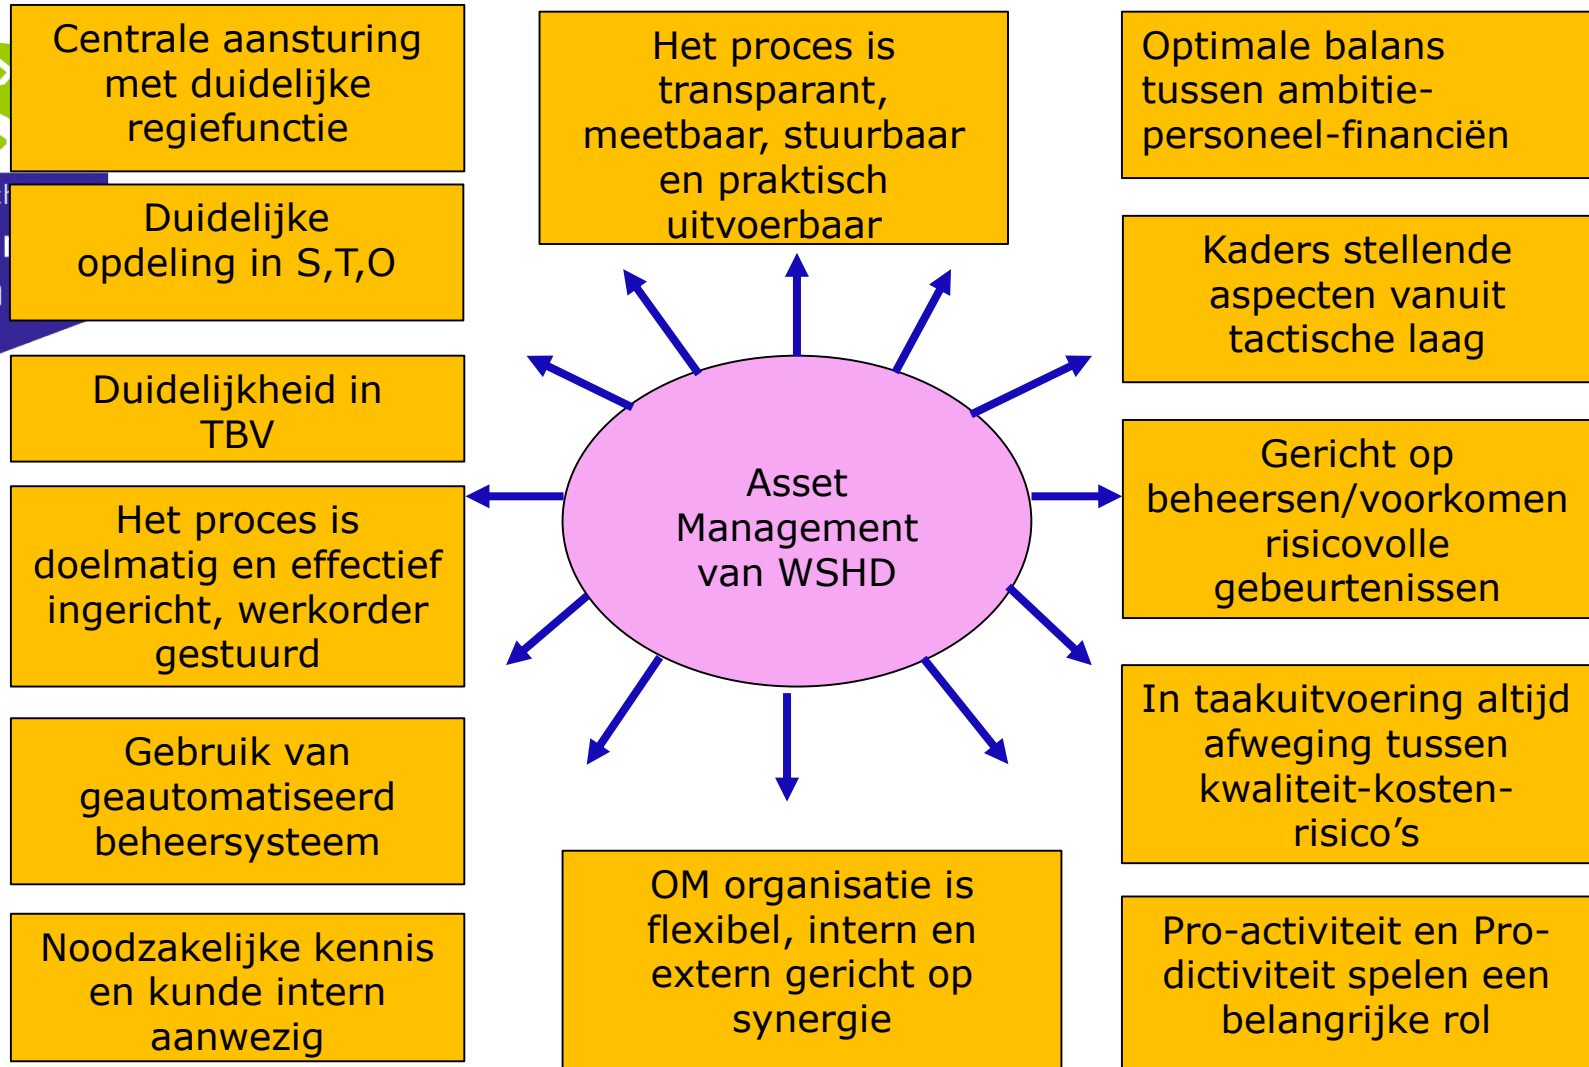 Centrale aansturing
met duidelijke
regiefunctie
Duidelijke
opdeling in S,T,O
Duidelijkheid in
TBV
Het proces is
doelmatig en effectief
ingericht, werkorder
gestuurd
Gebruik van
geautomatiseerd
beheersysteem
Noodzakelijke kennis
en kunde intern
aanwezig
Het proces is
transparant,
meetbaar, stuurbaar
en praktisch
uitvoerbaar
Asset
Management
van WSHD
OM organisatie is
flexibel, intern en
extern gericht op
synergie
Optimale balans
tussen ambitie-
personeel-financiën
Kaders stellende
aspecten vanuit
tactische laag
Gericht op
beheersen/voorkomen
risicovolle
gebeurtenissen
In taakuitvoering altijd
afweging tussen
kwaliteit-kosten-
risico’s
Pro-activiteit en Pro-
dictiviteit spelen een
belangrijke rol